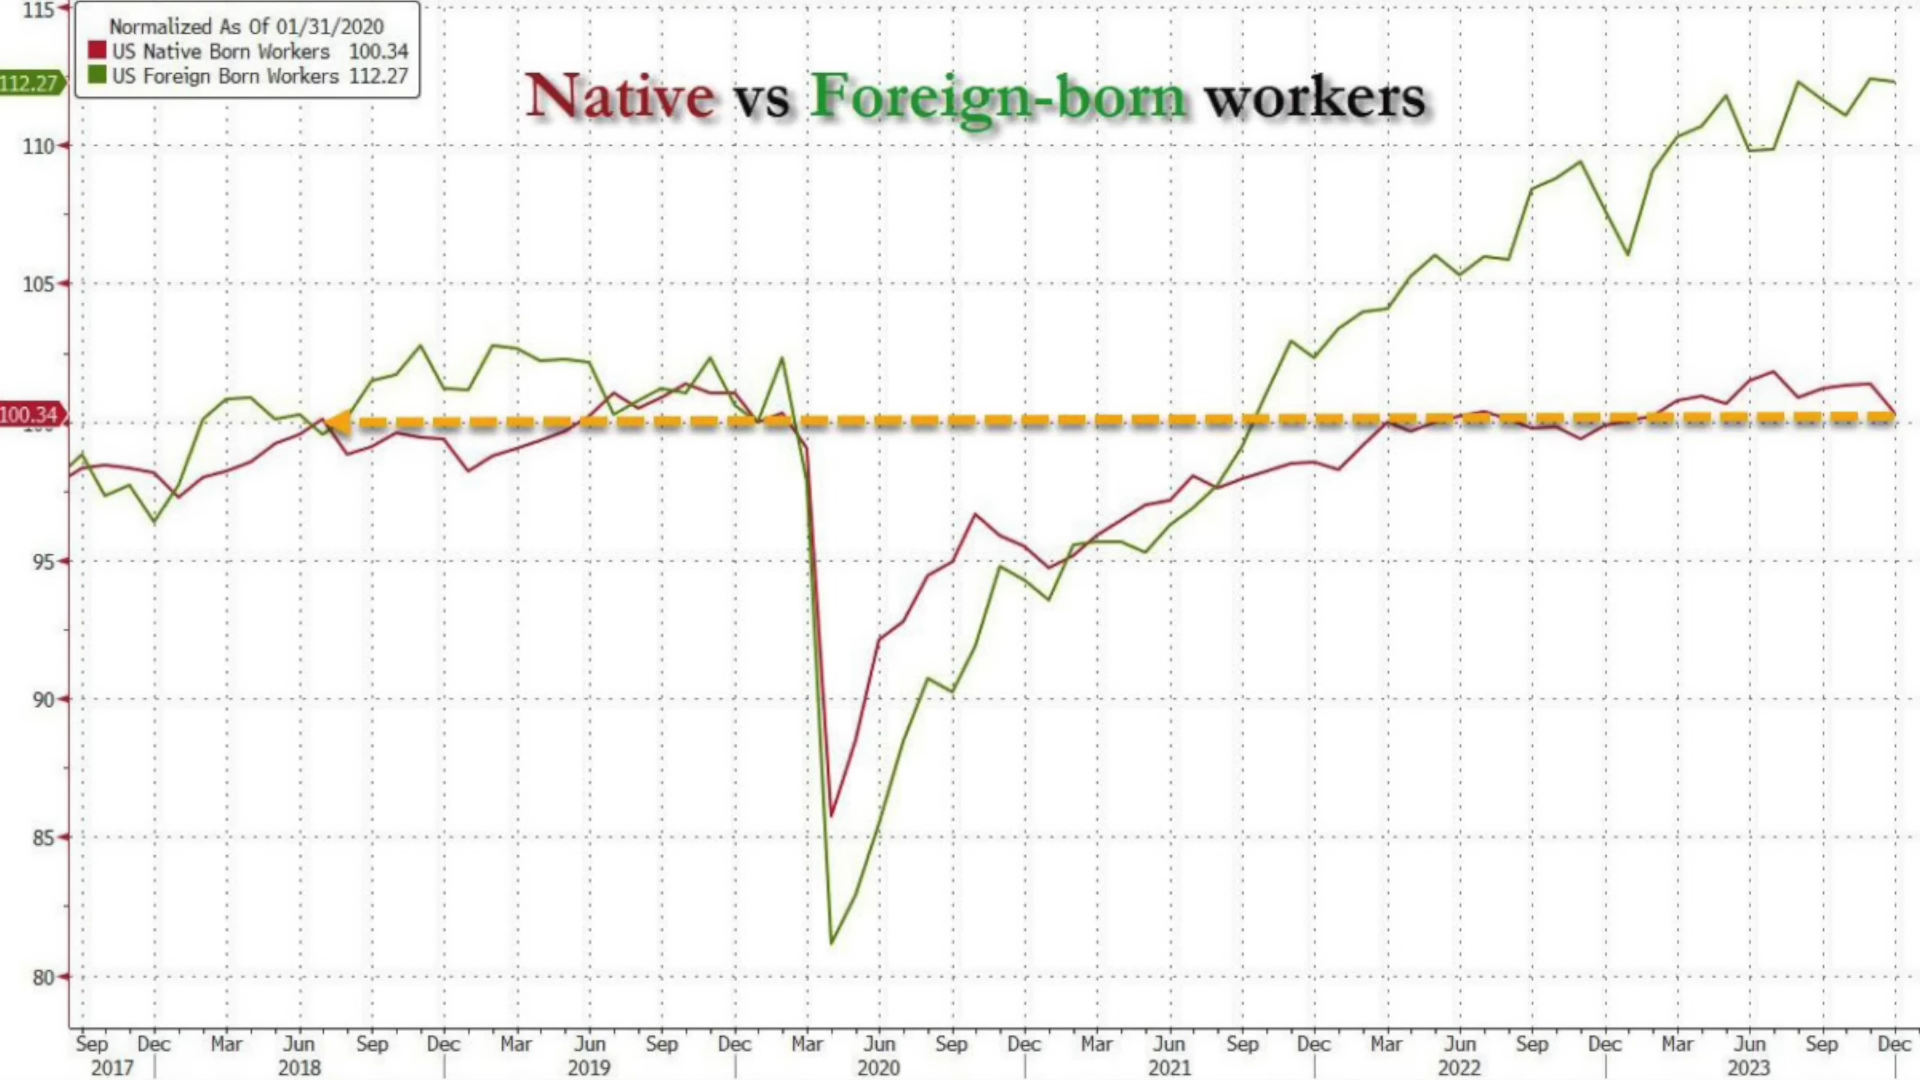 115
Normalized As Of 01/31/2020
US Native Born Workers 100.34
US Foreign Born Workers 112.27
Native vs Foreign-born workers
112.27
110
105
100.34
100
95
90
85
80
Sep Dec Mar Jun Sep Dec Mar Jun Sep Dec Mar Jun Sep Dec Mar Jun Sep Dec Mar Jun Sep Dec Mar Jun Sep Dec
2017 2018 2019 2020 2021 2022 2023